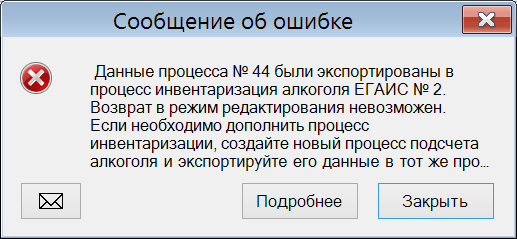 Сообщение об ошибке
Данные процесса № 44 были экспортированы в
процесс инвентаризация алкоголя ЕГАИС № 2.
Возврат в режим редактирования невозможен.
Если необходимо дополнить процесс
инвентаризации, создайте новый процесс подсчета
алкоголя и экспортируйте его данные в тот же про...
Подробнее
Закрыть